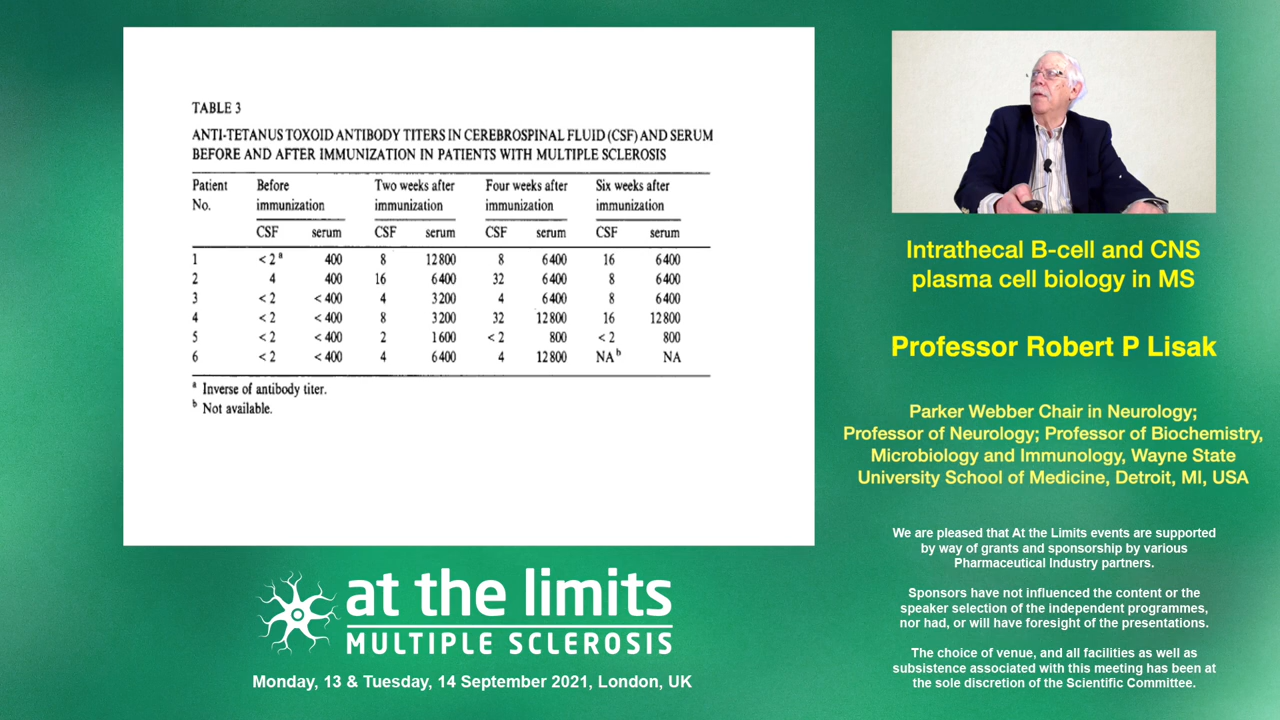 TABLE 3
ANTI-TETANUS TOXOID ANTIBODY TITERS IN CEREBROSPINAL FLUID (CSF) AND SERUM
BEFORE AND AFTER IMMUNIZATION IN PATIENTS WITH MULTIPLE SCLEROSIS
Patient Before Two weeks after Four weeks after Six weeks after
No. immunization immunization immunization immunization
CSF serum CSF serum CSF serum CSF serum
1 < 2 a 400 8 12800 8 6400 16 6400
2 4 400 16 6400 32 6400 8 6400
3 < 2 < 400 4 3200 4 6400 8 6400
4 < 2 < 400 8 3200 32 12800 16 12800
5 < 2 < 400 2 1600 < 2 800 < 2 800
6 < 2 < 400 4 6400 4 12800 NA b NA
a Inverse of antibody titer.
b Not available.
at the limits
MULTIPLE SCLEROSIS
Monday, 13 & Tuesday, 14 September 2021, London, UK
Intrathecal B-cell and CNS
plasma cell biology in MS
Professor Robert P Lisak
Parker Webber Chair in Neurology;
Professor of Neurology; Professor of Biochemistry,
Microbiology and Immunology, Wayne State
University School of Medicine, Detroit, MI, USA
We are pleased that At the Limits events are supported
by way of grants and sponsorship by various
Pharmaceutical Industry partners.
Sponsors have not influenced the content or the
speaker selection of the independent programmes,
nor had, or will have foresight of the presentations.
The choice of venue, and all facilities as well as
subsistence associated with this meeting has been at
the sole discretion of the Scientific Committee.